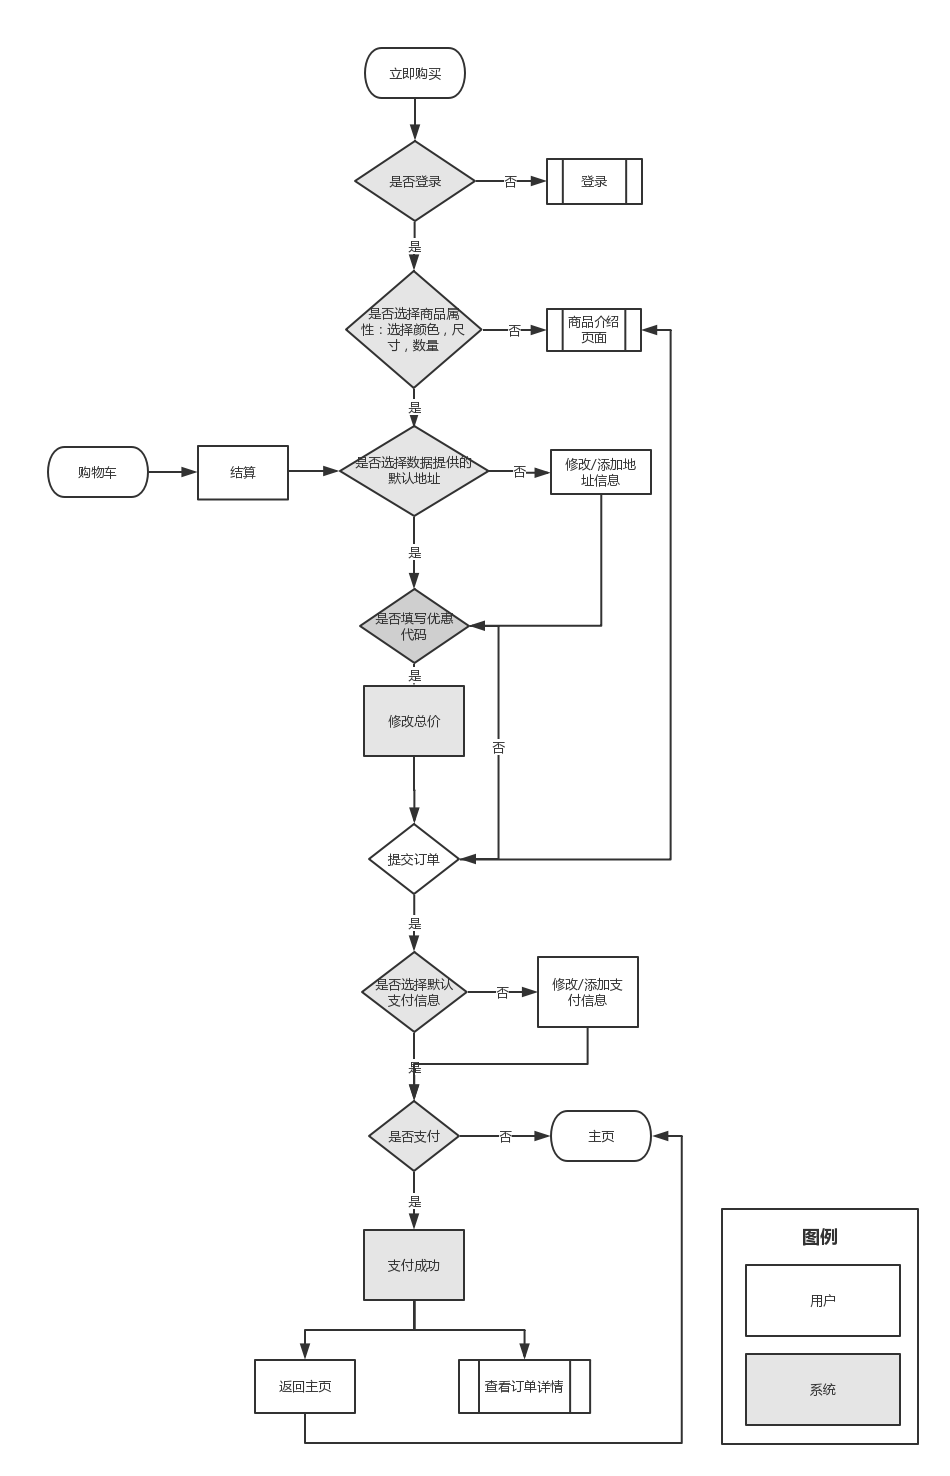 立即购买
是否登录
否
登录
是
是否选择商品属
性：选择颜色，尺
寸，数量
否
商品介绍
页面
是
购物车
结算
是否选择数据提供的
默认地址
否
修改/添加地
址信息
是
是否填写优惠
代码
是
修改总价
否
提交订单
是
是否选择默认
支付信息
否
修改/添加支
付信息
是
是否支付
否
主页
是
支付成功
返回主页
查看订单详情
图例
用户
系统